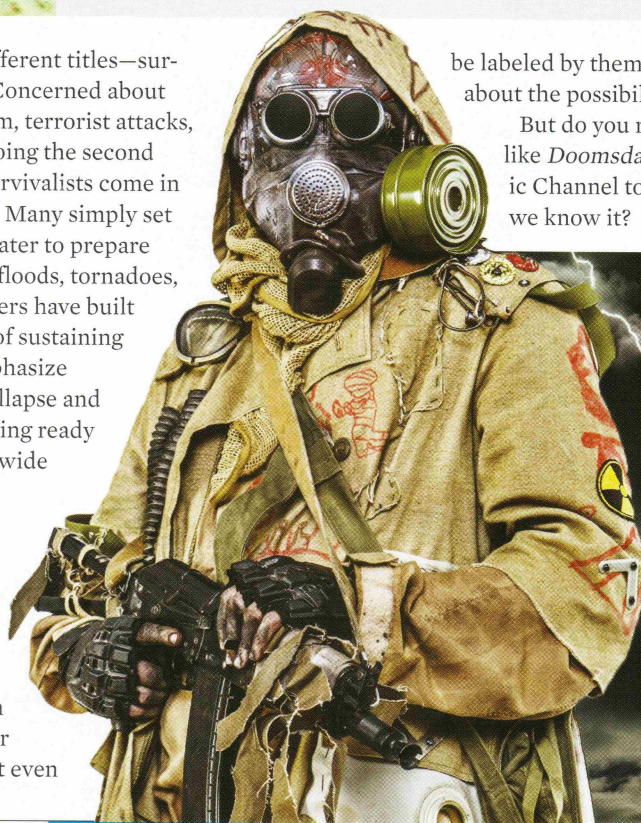 fferent titles—sur-
Concerned about
m, terrorist attacks,
oing the second
rvivalists come in
Many simply set
ater to prepare
floods, tornadoes,
ers have built
of sustaining
phasize
llapse and
ing ready
wide
n
r
t even
be labeled by them
about the possibil
But do you r
like Doomsda
ic Channel to
we know it?